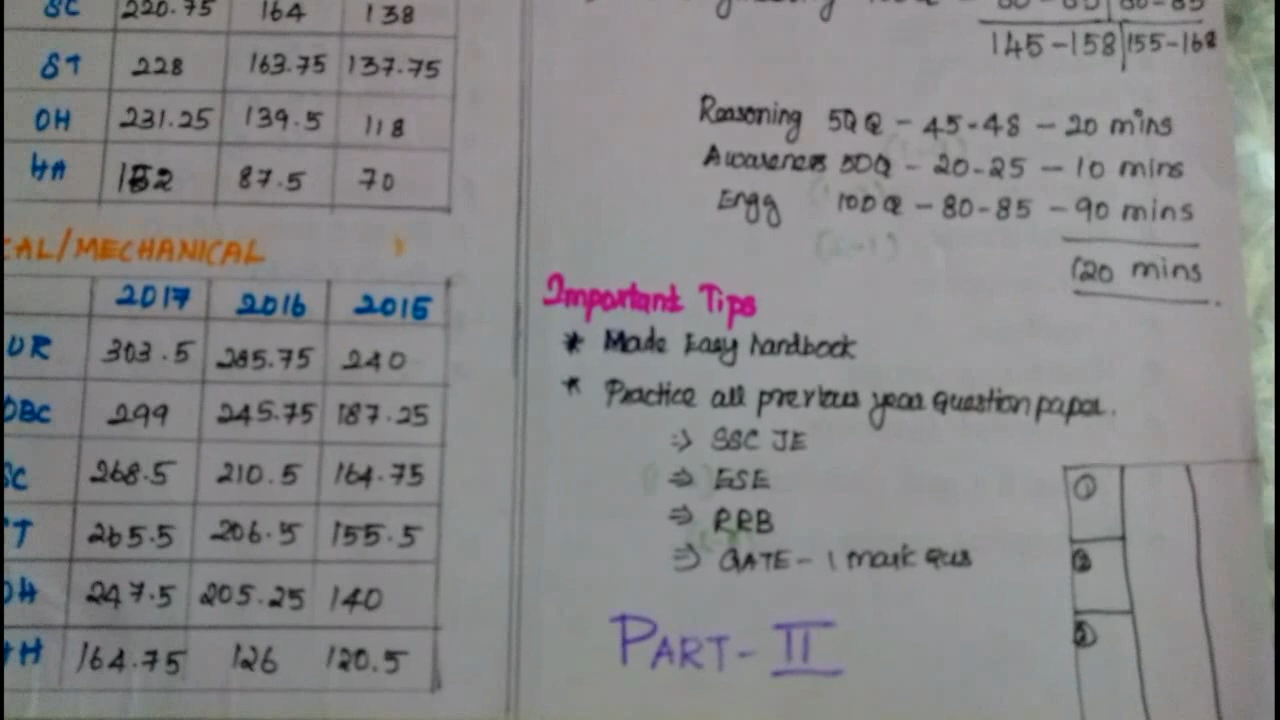 SC 220.75 164 138
ST 228 163.75 137.75
OH 231.25 139.5 118
HH 152 87.5 70
CAL/MECHANICAL
2017 2016 2015
UR 303.5 285.75 240
OBC 299 245.75 187.25
SC 268.5 210.5 164.75
ST 265.5 206.5 155.5
OH 247.5 205.25 140
HH 164.75 126 120.5
145-158 155-168
Reasoning 50Q - 45-48 - 20 mins
Awareness 50Q - 20-25 - 10 mins
Engg 100Q - 80-85 - 90 mins
120 mins
Important Tips
* Made Easy handbook
* Practice all previous year question paper.
⇒ SSC JE
⇒ ESE
⇒ RRB
⇒ GATE - 1 mark Qus
PART-II
1
2
3